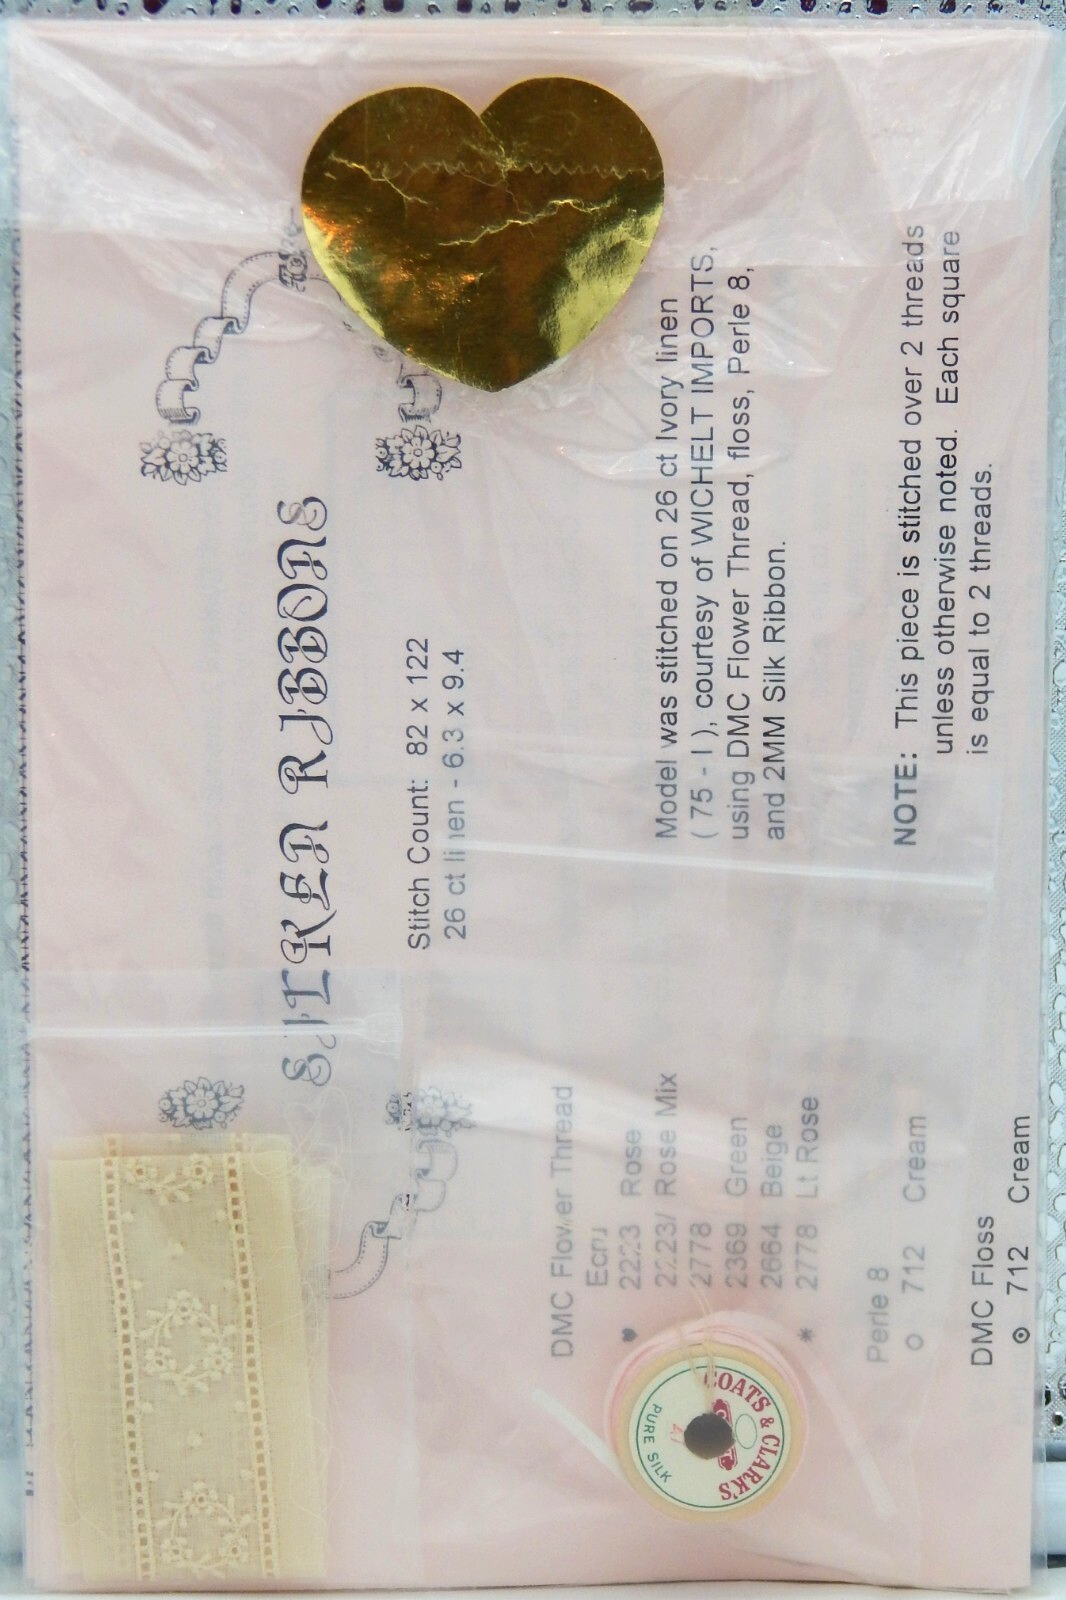 SILKEN RIBBONS
Stitch Count: 82 x 122
26 ct linen - 6.3 x 9.4
DMC Flower Thread
Ecru
♥ 2223 Rose
2223/ Rose Mix
2778
2369 Green
2664 Beige
* 2778 Lt Rose
Perle 8
o 712 Cream
DMC Floss
⊙ 712 Cream
Model was stitched on 26 ct Ivory linen
( 75 - I ), courtesy of WICHELT IMPORTS,
using DMC Flower Thread, floss, Perle 8,
and 2MM Silk Ribbon.
NOTE: This piece is stitched over 2 threads
unless otherwise noted. Each square
is equal to 2 threads.
COATS & CLARK'S
PURE SILK